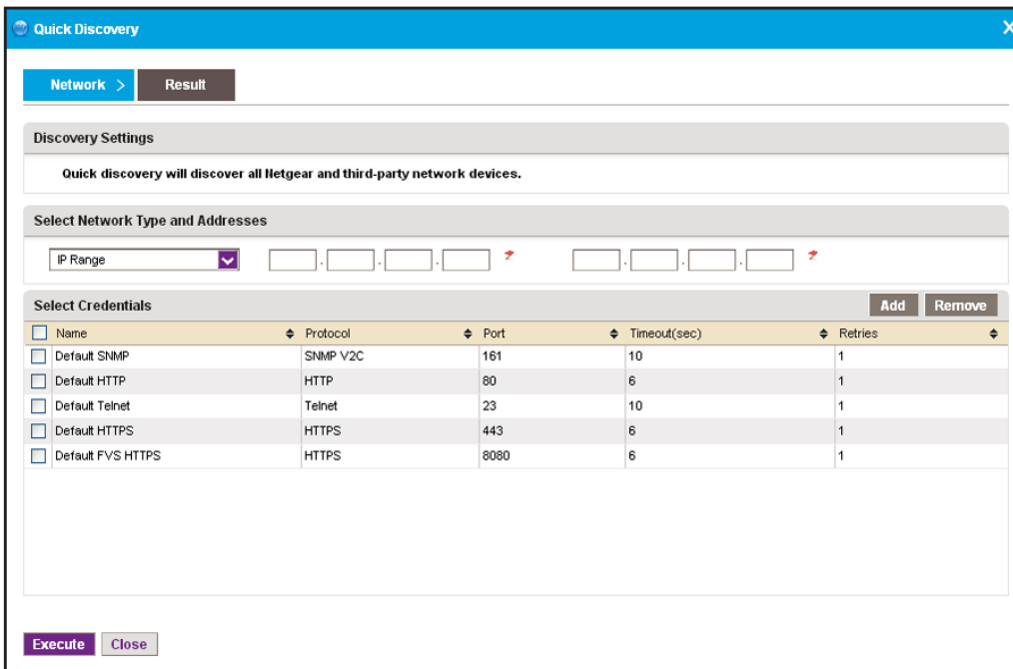 Quick Discovery X
Network > Result
Discovery Settings
Quick discovery will discover all Netgear and third-party network devices.
Select Network Type and Addresses
IP Range . . . * . . . *
Select Credentials Add Remove
Name Protocol Port Timeout(sec) Retries
Default SNMP SNMP V2C 161 10 1
Default HTTP HTTP 80 6 1
Default Telnet Telnet 23 10 1
Default HTTPS HTTPS 443 6 1
Default FVS HTTPS HTTPS 8080 6 1
Execute Close